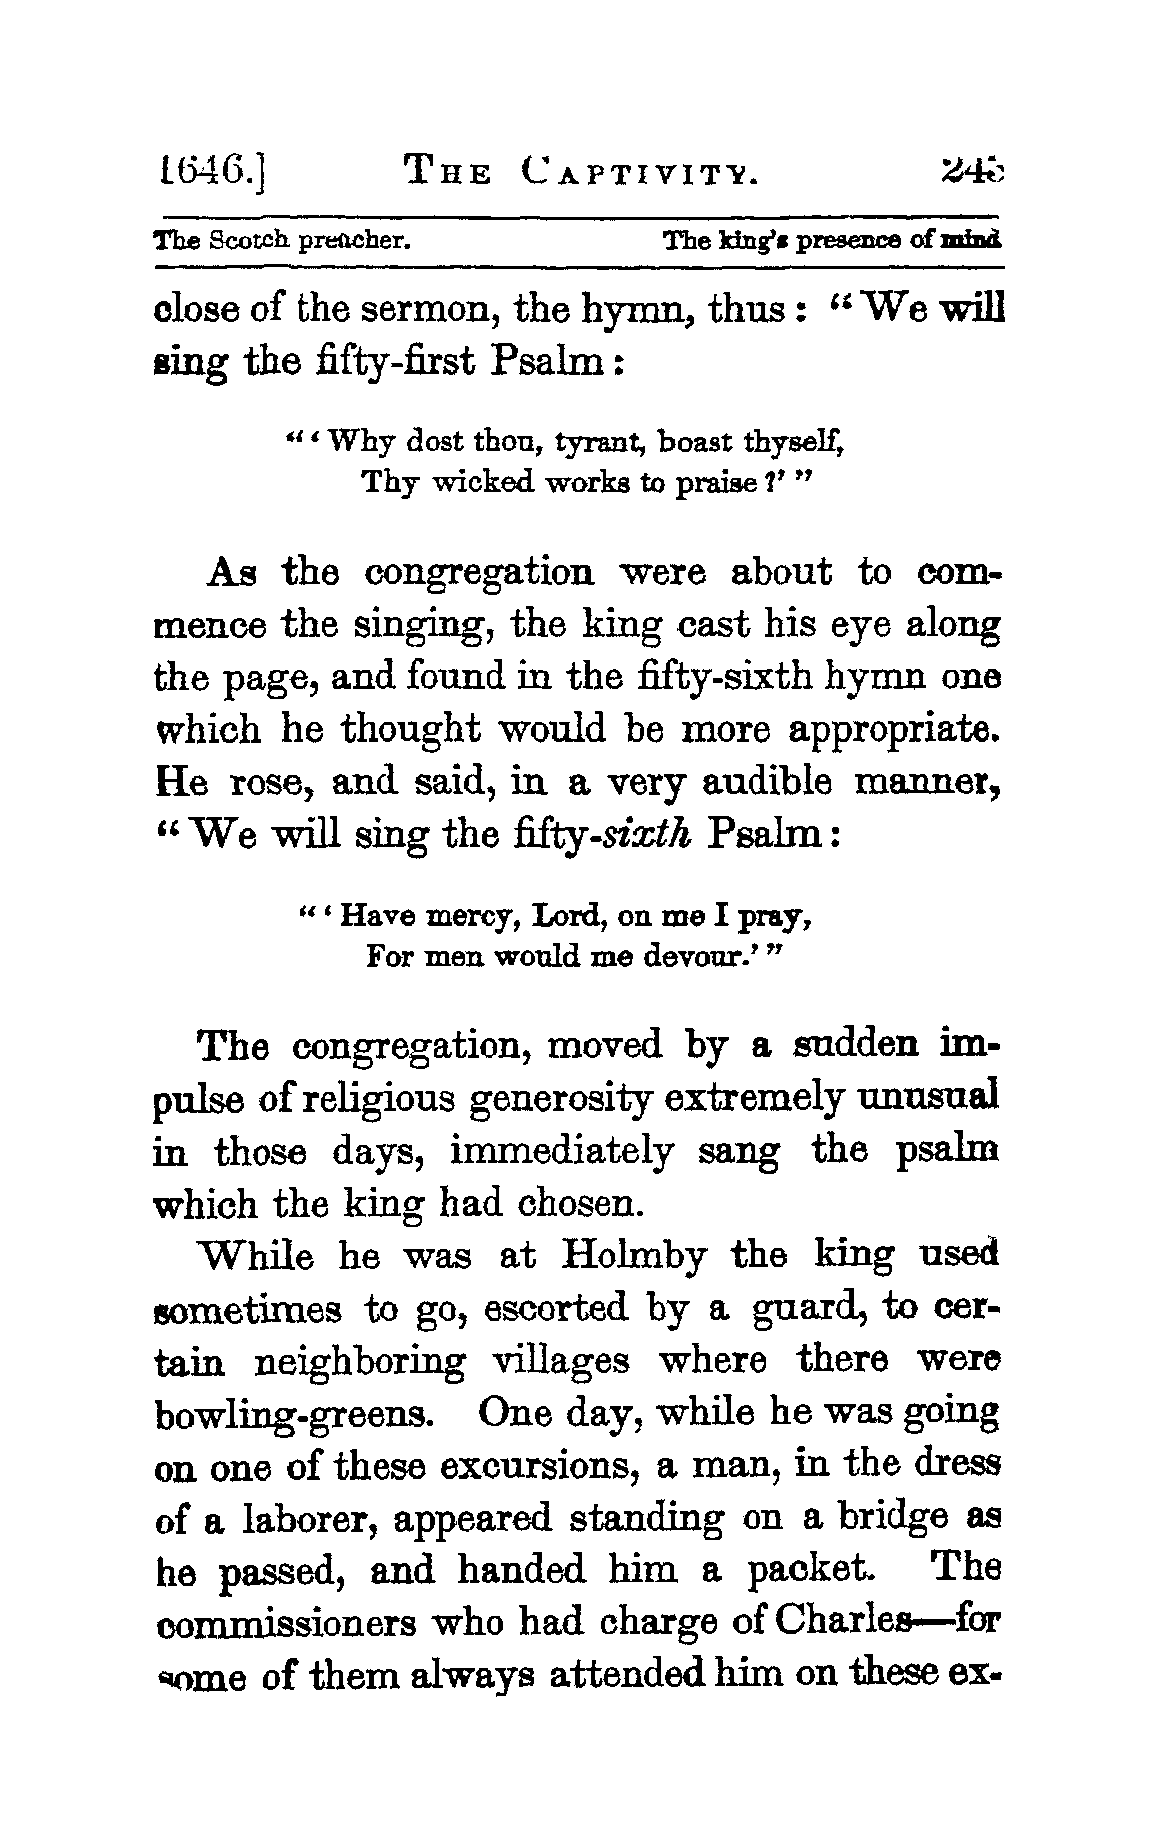 1646.] THE CAPTIVITY. 245
The Scotch preacher. The king's presence of mind
close of the sermon, the hymn, thus: "We will
sing the fifty-first Psalm:
"'Why dost thou, tyrant, boast thyself,
Thy wicked works to praise?'"
As the congregation were about to com-
mence the singing, the king cast his eye along
the page, and found in the fifty-sixth hymn one
which he thought would be more appropriate.
He rose, and said, in a very audible manner,
"We will sing the fifty-sixth Psalm:
"'Have mercy, Lord, on me I pray,
For men would me devour.'"
The congregation, moved by a sudden im-
pulse of religious generosity extremely unusual
in those days, immediately sang the psalm
which the king had chosen.
While he was at Holmby the king used
sometimes to go, escorted by a guard, to cer-
tain neighboring villages where there were
bowling-greens. One day, while he was going
on one of these excursions, a man, in the dress
of a laborer, appeared standing on a bridge as
he passed, and handed him a packet. The
commissioners who had charge of Charles—for
some of them always attended him on these ex-